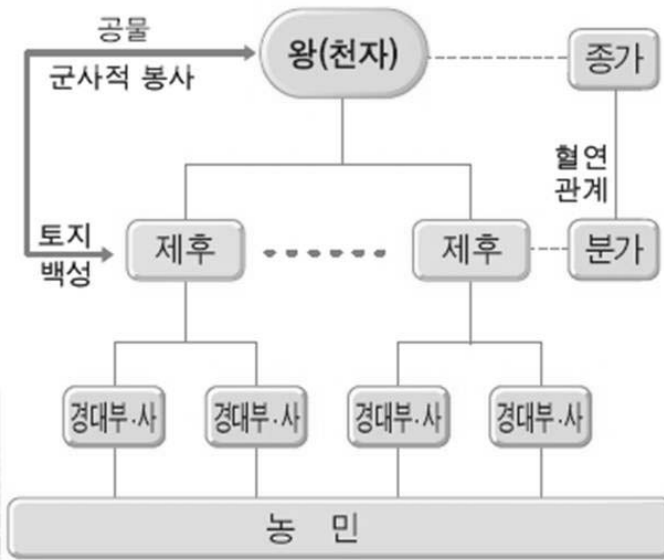 공물
군사적 봉사
왕(천자)
종가
혈연
관계
토지
백성
제후
제후
분가
경대부·사
경대부·사
경대부·사
경대부·사
농 민